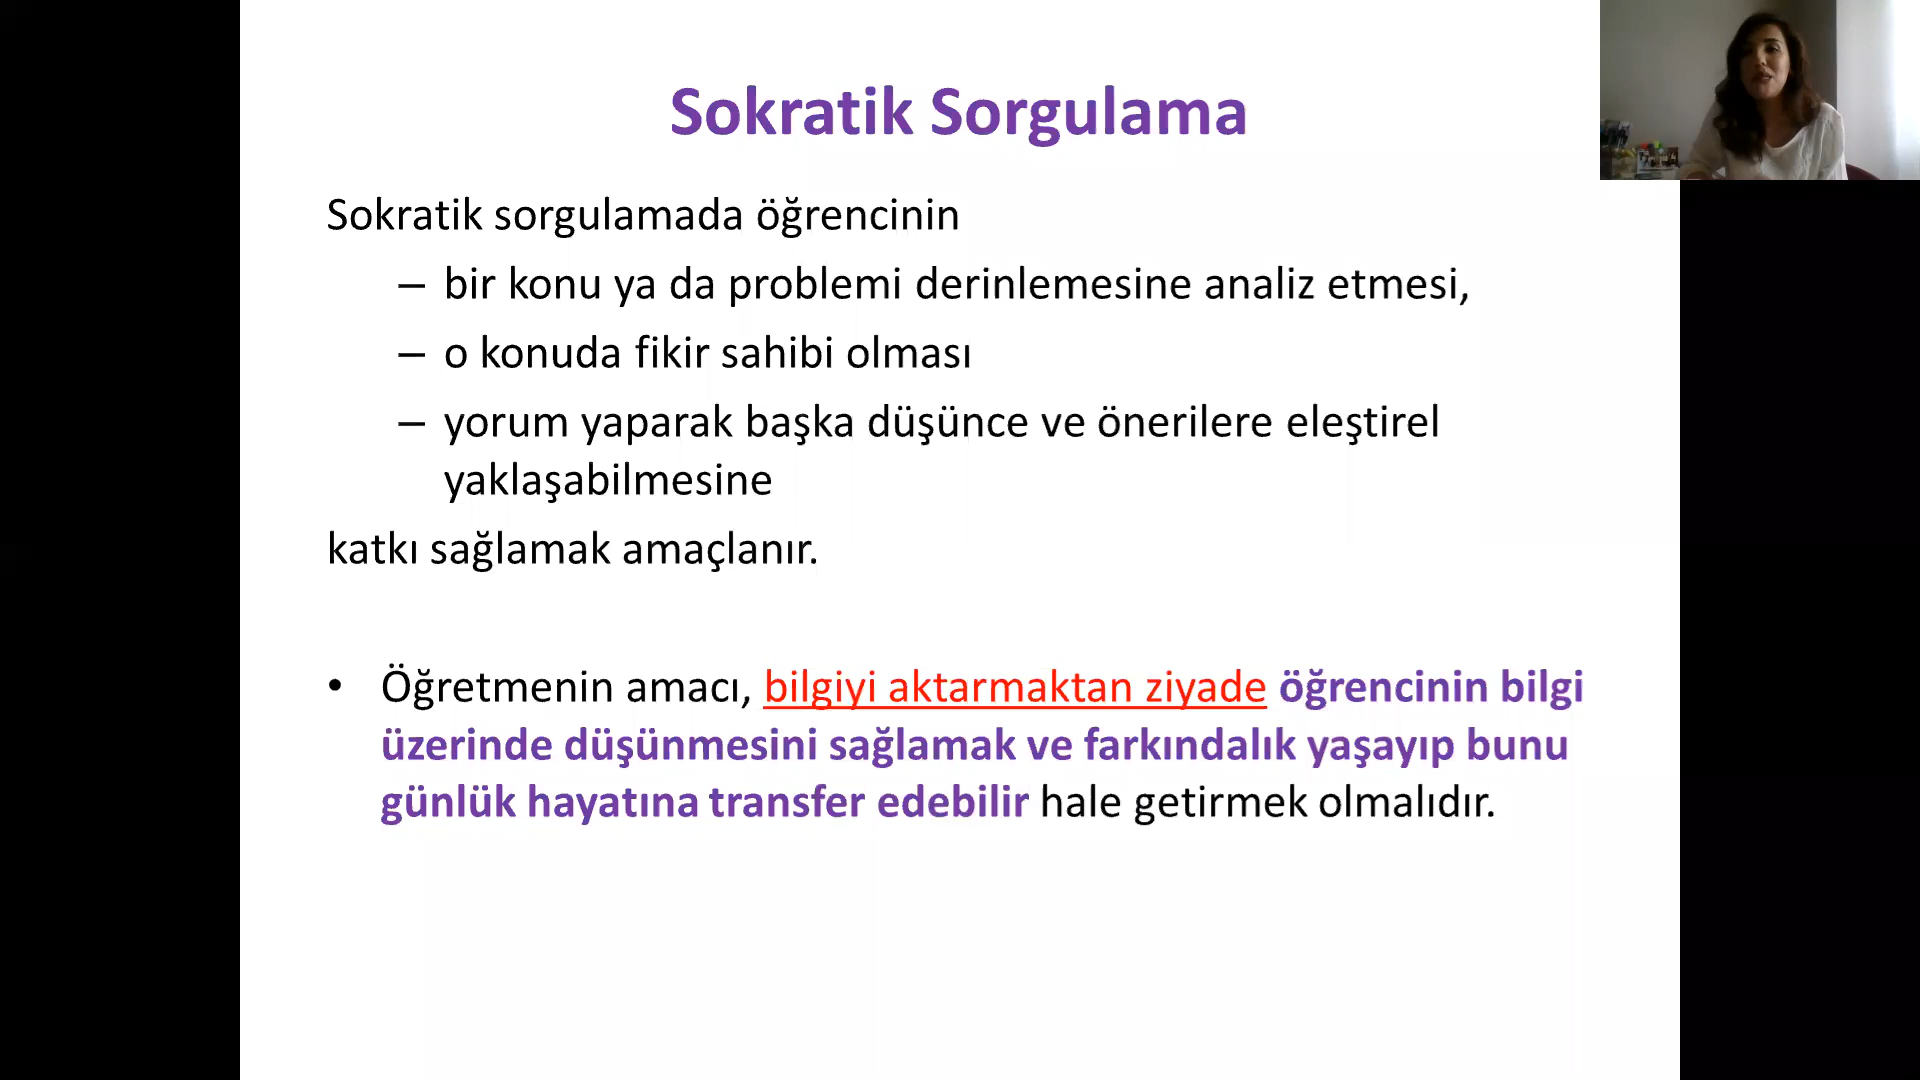 Sokratik Sorgulama
Sokratik sorgulamada öğrencinin
– bir konu ya da problemi derinlemesine analiz etmesi,
– o konuda fikir sahibi olması
– yorum yaparak başka düşünce ve önerilere eleştirel
yaklaşabilmesine
katkı sağlamak amaçlanır.
• Öğretmenin amacı, bilgiyi aktarmaktan ziyade öğrencinin bilgi
üzerinde düşünmesini sağlamak ve farkındalık yaşayıp bunu
günlük hayatına transfer edebilir hale getirmek olmalıdır.